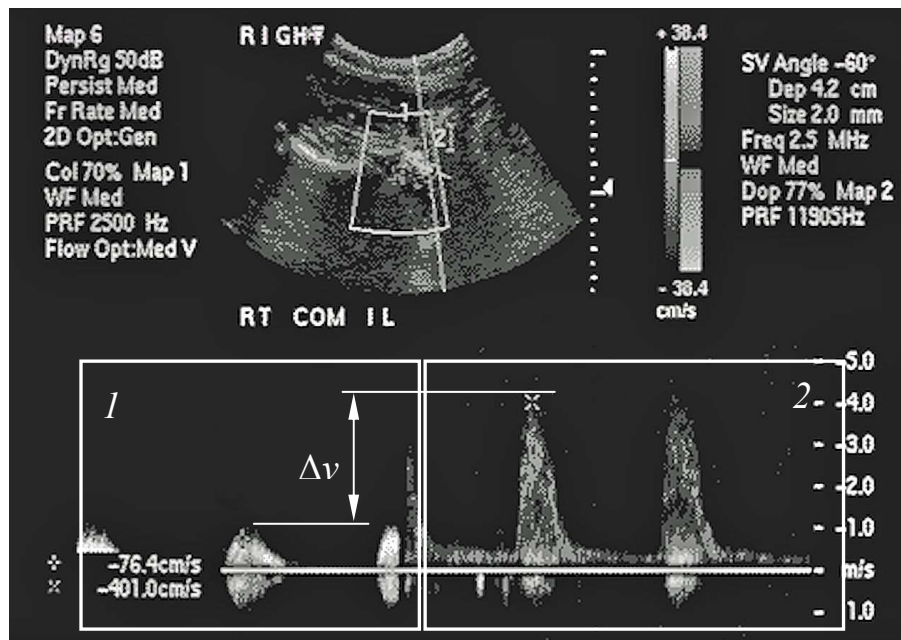 Map 6
DynRg 50dB
Persist Med
Fr Rate Med
2D Opt:Gen
Col 70% Map 1
WF Med
PRF 2500 Hz
Flow Opt:Med V
RIGHT
1
2
RT COM IL
+ 38.4
- 38.4
cm/s
SV Angle -60°
Dep 4.2 cm
Size 2.0 mm
Freq 2.5 MHz
WF Med
Dop 77% Map 2
PRF 11905Hz
1
2
Δv
-5.0
-4.0
-3.0
-2.0
-1.0
m/s
1.0
-76.4cm/s
-401.0cm/s